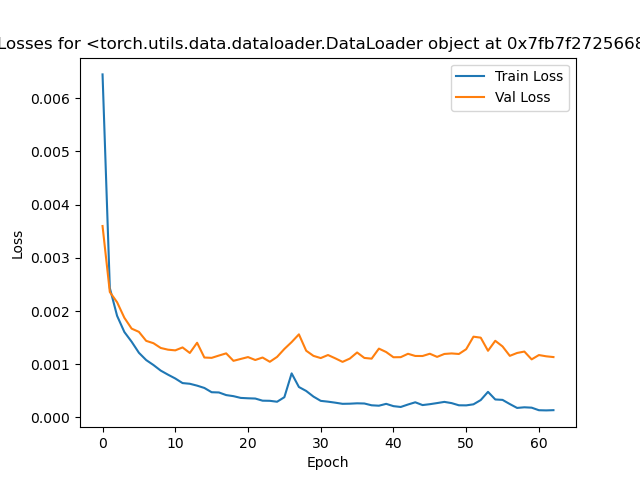 Losses for <torch.utils.data.dataloader.DataLoader object at 0x7fb7f2725668
Train Loss
Val Loss
0.006
0.005
0.004
0.003
0.002
0.001
0.000
Loss
0 10 20 30 40 50 60
Epoch